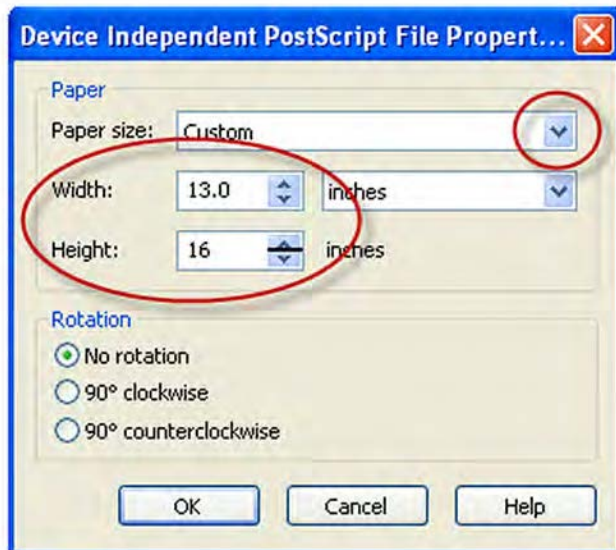 Device Independent PostScript File Propert...
Paper
Paper size: Custom
Width: 13.0 inches
Height: 16 inches
Rotation
No rotation
90° clockwise
90° counterclockwise
OK Cancel Help